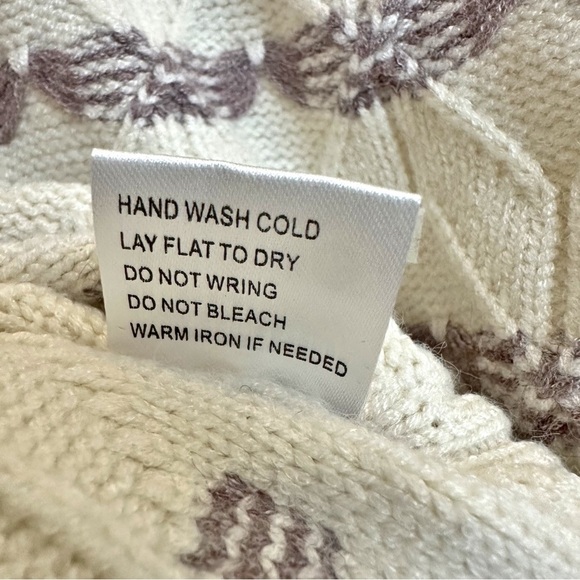 HAND WASH COLD
LAY FLAT TO DRY
DO NOT WRING
DO NOT BLEACH
WARM IRON IF NEEDED